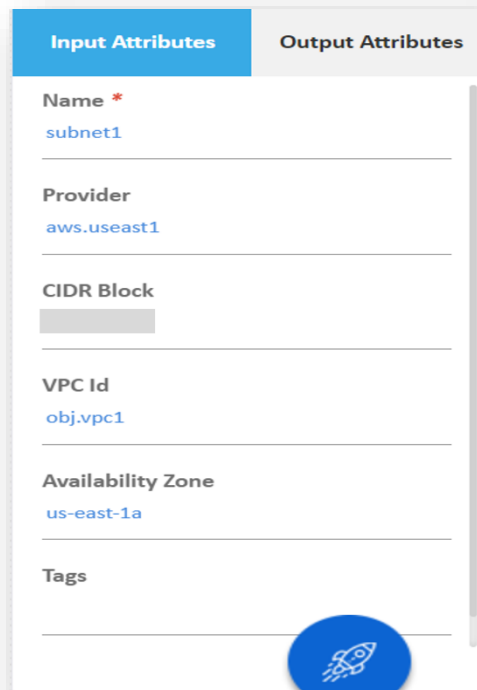 Input Attributes
Output Attributes
Name *
subnet1
Provider
aws.useast1
CIDR Block
VPC Id
obj.vpc1
Availability Zone
us-east-1a
Tags